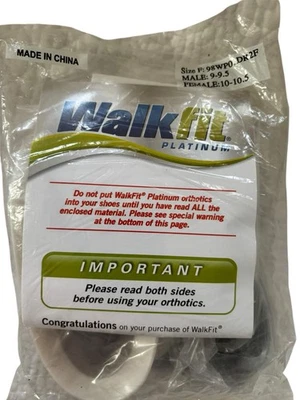 MADE IN CHINA
Size F: 98WP0-DR2F
MALE: 9-9.5
FEMALE:10-10.5
Walkfit®
PLATINUM™
Do not put WalkFit® Platinum orthotics
into your shoes until you have read ALL the
enclosed material. Please see special warning
at the bottom of this page.
IMPORTANT
Please read both sides
before using your orthotics.
Congratulations on your purchase of WalkFit®